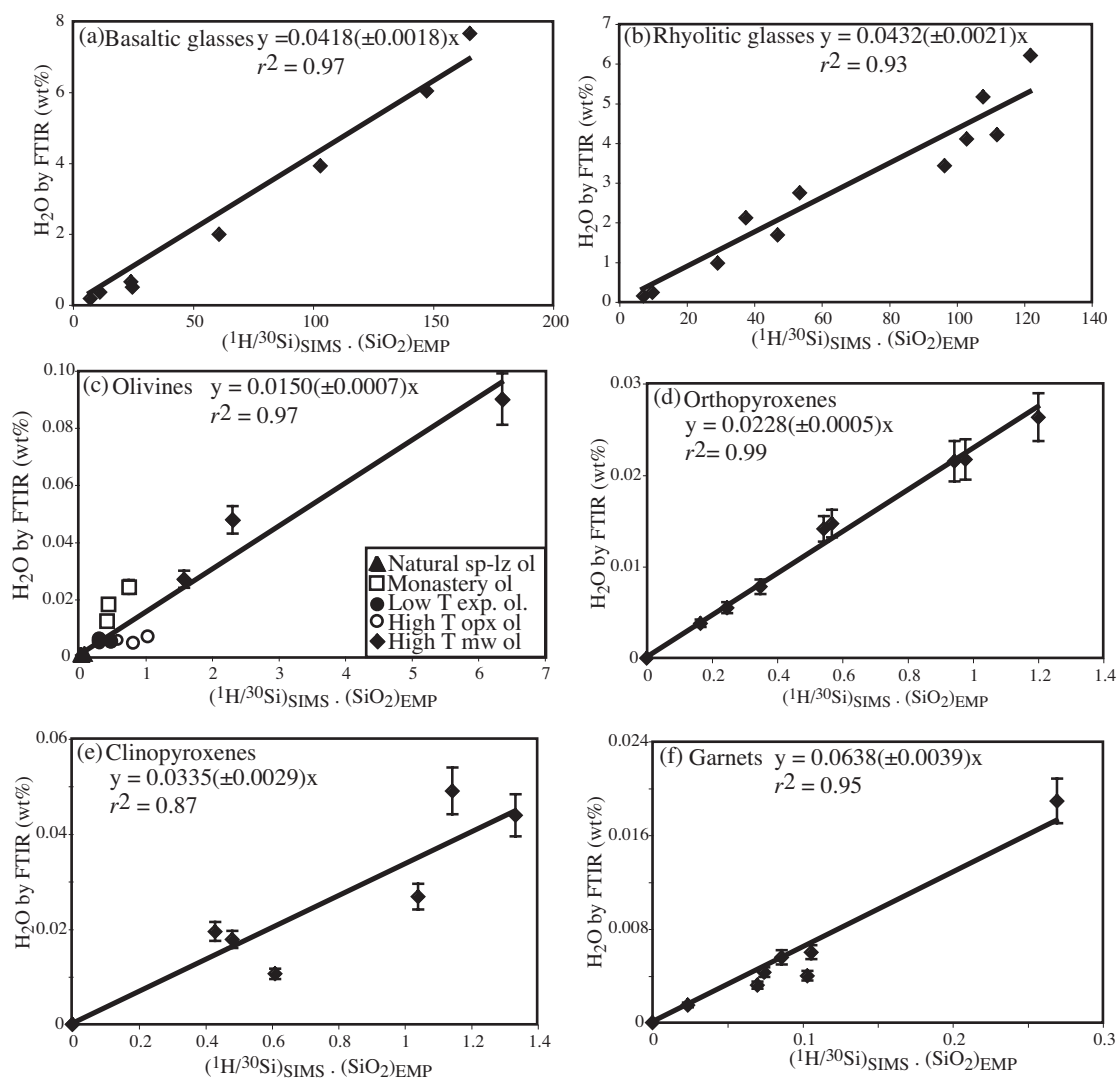 (a) Basaltic glasses y =0.0418(±0.0018)x
r² = 0.97
8
6
4
2
0
0 50 100 150 200
H₂O by FTIR (wt%)
(¹H/³⁰Si)SIMS . (SiO₂)EMP
(b) Rhyolitic glasses y = 0.0432(±0.0021)x
r² = 0.93
7
6
5
4
3
2
1
0
0 20 40 60 80 100 120 140
H₂O by FTIR (wt%)
(¹H/³⁰Si)SIMS . (SiO₂)EMP
(c) Olivines y = 0.0150(±0.0007)x
r² = 0.97
0.10
0.08
0.06
0.04
0.02
0
0 1 2 3 4 5 6 7
H₂O by FTIR (wt%)
(¹H/³⁰Si)SIMS . (SiO₂)EMP
Natural sp-lz ol
Monastery ol
Low T exp. ol.
High T opx ol
High T mw ol
(d) Orthopyroxenes
y = 0.0228(±0.0005)x
r²= 0.99
0.03
0.02
0.01
0
0 0.2 0.4 0.6 0.8 1 1.2 1.4
H₂O by FTIR (wt%)
(¹H/³⁰Si)SIMS . (SiO₂)EMP
(e) Clinopyroxenes
y = 0.0335(±0.0029)x
r² = 0.87
0.06
0.04
0.02
0
0 0.2 0.4 0.6 0.8 1 1.2 1.4
H₂O by FTIR (wt%)
(¹H/³⁰Si)SIMS . (SiO₂)EMP
(f) Garnets y = 0.0638(±0.0039)x
r² = 0.95
0.024
0.016
0.008
0
0 0.1 0.2 0.3
H₂O by FTIR (wt%)
(¹H/³⁰Si)SIMS . (SiO₂)EMP